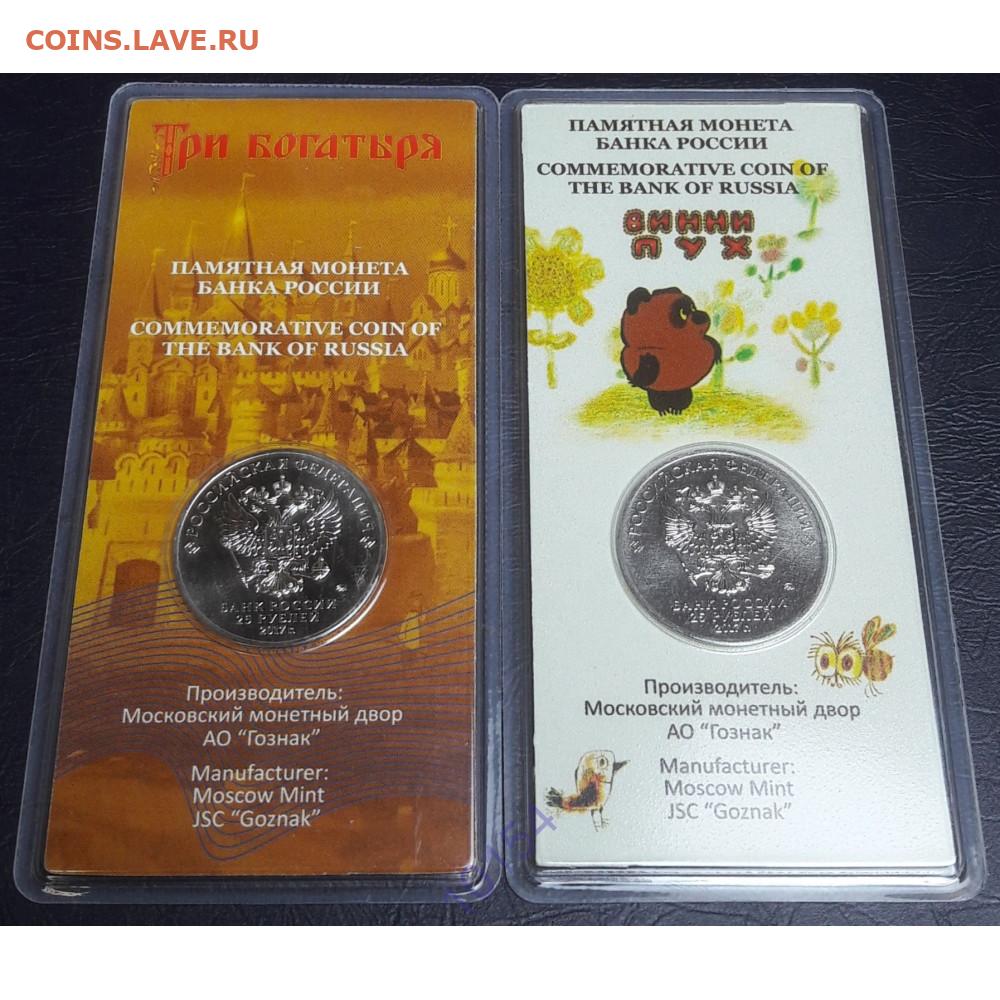 COINS.LAVE.RU
Три богатыря
ПАМЯТНАЯ МОНЕТА
БАНКА РОССИИ
COMMEMORATIVE COIN OF
THE BANK OF RUSSIA
РОССИЙСКАЯ ФЕДЕРАЦИЯ
БАНК РОССИИ
25 РУБЛЕЙ
2017 г.
Производитель:
Московский монетный двор
АО “Гознак”
Manufacturer:
Moscow Mint
JSC “Goznak”
ПАМЯТНАЯ МОНЕТА
БАНКА РОССИИ
COMMEMORATIVE COIN OF
THE BANK OF RUSSIA
ВИННИ
ПУХ
РОССИЙСКАЯ ФЕДЕРАЦИЯ
БАНК РОССИИ
25 РУБЛЕЙ
2017 г.
Производитель:
Московский монетный двор
АО “Гознак”
Manufacturer:
Moscow Mint
JSC “Goznak”